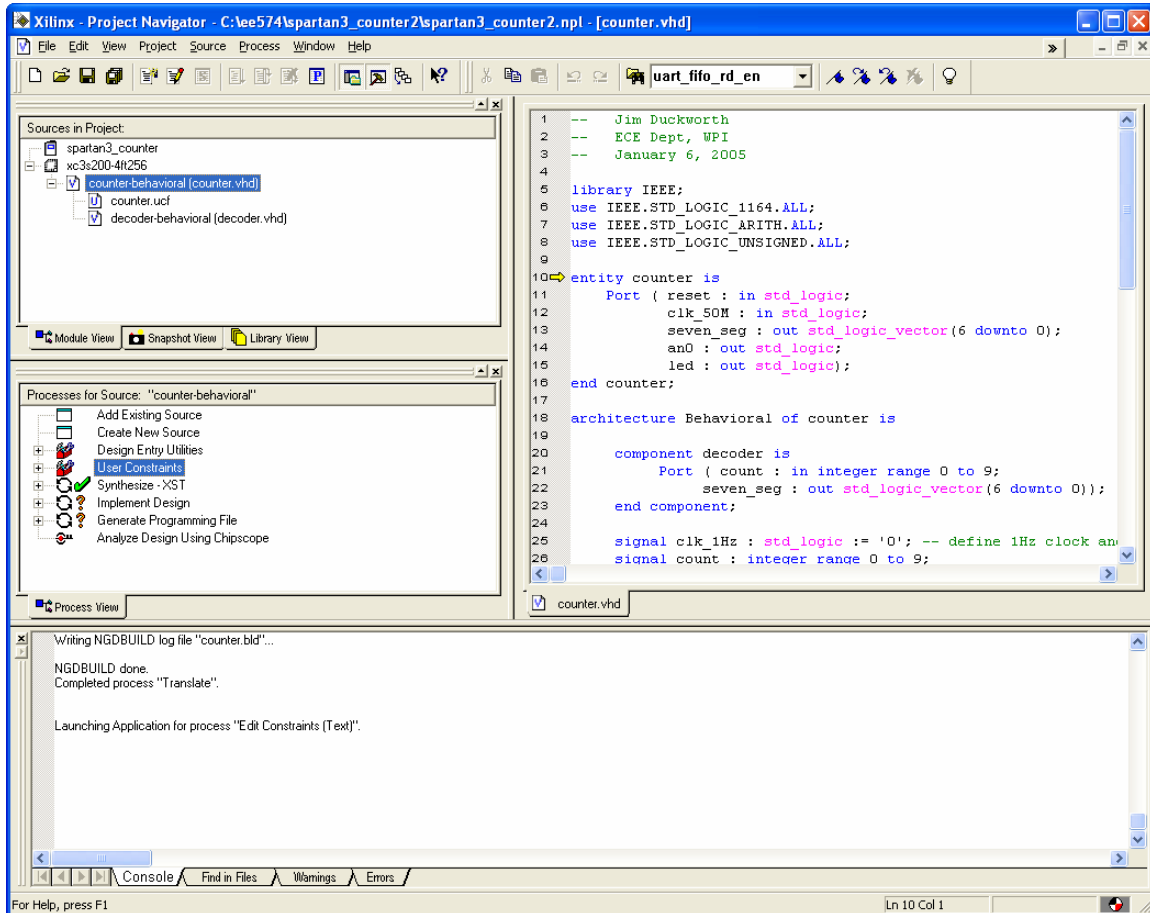 Xilinx - Project Navigator - C:\ee574\spartan3_counter2\spartan3_counter2.npl - [counter.vhd]
File Edit View Project Source Process Window Help
uart_fifo_rd_en
Sources in Project:
spartan3_counter
xc3s200-4ft256
counter-behavioral (counter.vhd)
counter.ucf
decoder-behavioral (decoder.vhd)
Module View Snapshot View Library View
Processes for Source: "counter-behavioral"
Add Existing Source
Create New Source
Design Entry Utilities
User Constraints
Synthesize - XST
Implement Design
Generate Programming File
Analyze Design Using Chipscope
Process View
1 -- Jim Duckworth
2 -- ECE Dept, WPI
3 -- January 6, 2005
4
5 library IEEE;
6 use IEEE.STD_LOGIC_1164.ALL;
7 use IEEE.STD_LOGIC_ARITH.ALL;
8 use IEEE.STD_LOGIC_UNSIGNED.ALL;
9
10 entity counter is
11 Port ( reset : in std_logic;
12 clk_50M : in std_logic;
13 seven_seg : out std_logic_vector(6 downto 0);
14 an0 : out std_logic;
15 led : out std_logic);
16 end counter;
17
18 architecture Behavioral of counter is
19
20 component decoder is
21 Port ( count : in integer range 0 to 9;
22 seven_seg : out std_logic_vector(6 downto 0));
23 end component;
24
25 signal clk_1Hz : std_logic := '0'; -- define 1Hz clock an
26 signal count : integer range 0 to 9;
counter.vhd
Writing NGDBUILD log file "counter.bld"...
NGDBUILD done.
Completed process "Translate".
Launching Application for process "Edit Constraints (Text)".
Console Find in Files Warnings Errors
For Help, press F1 Ln 10 Col 1